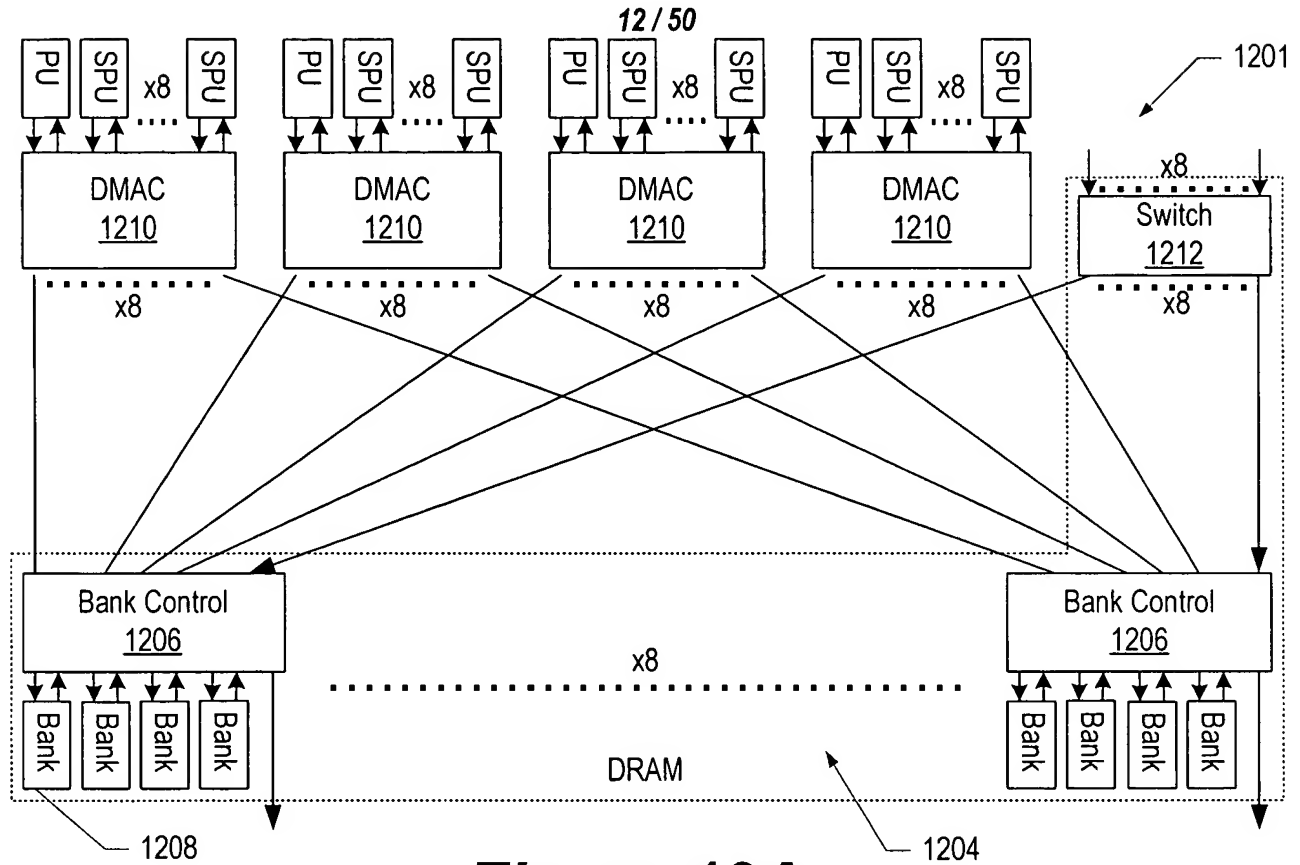 12 / 50
PU SPU x8 SPU
PU SPU x8 SPU
PU SPU x8 SPU
PU SPU x8 SPU
1201
DMAC
1210
DMAC
1210
DMAC
1210
DMAC
1210
x8
Switch
1212
x8
x8
x8
x8
x8
Bank Control
1206
Bank Control
1206
x8
Bank Bank Bank Bank
Bank Bank Bank Bank
DRAM
1208
1204
Figure 12A